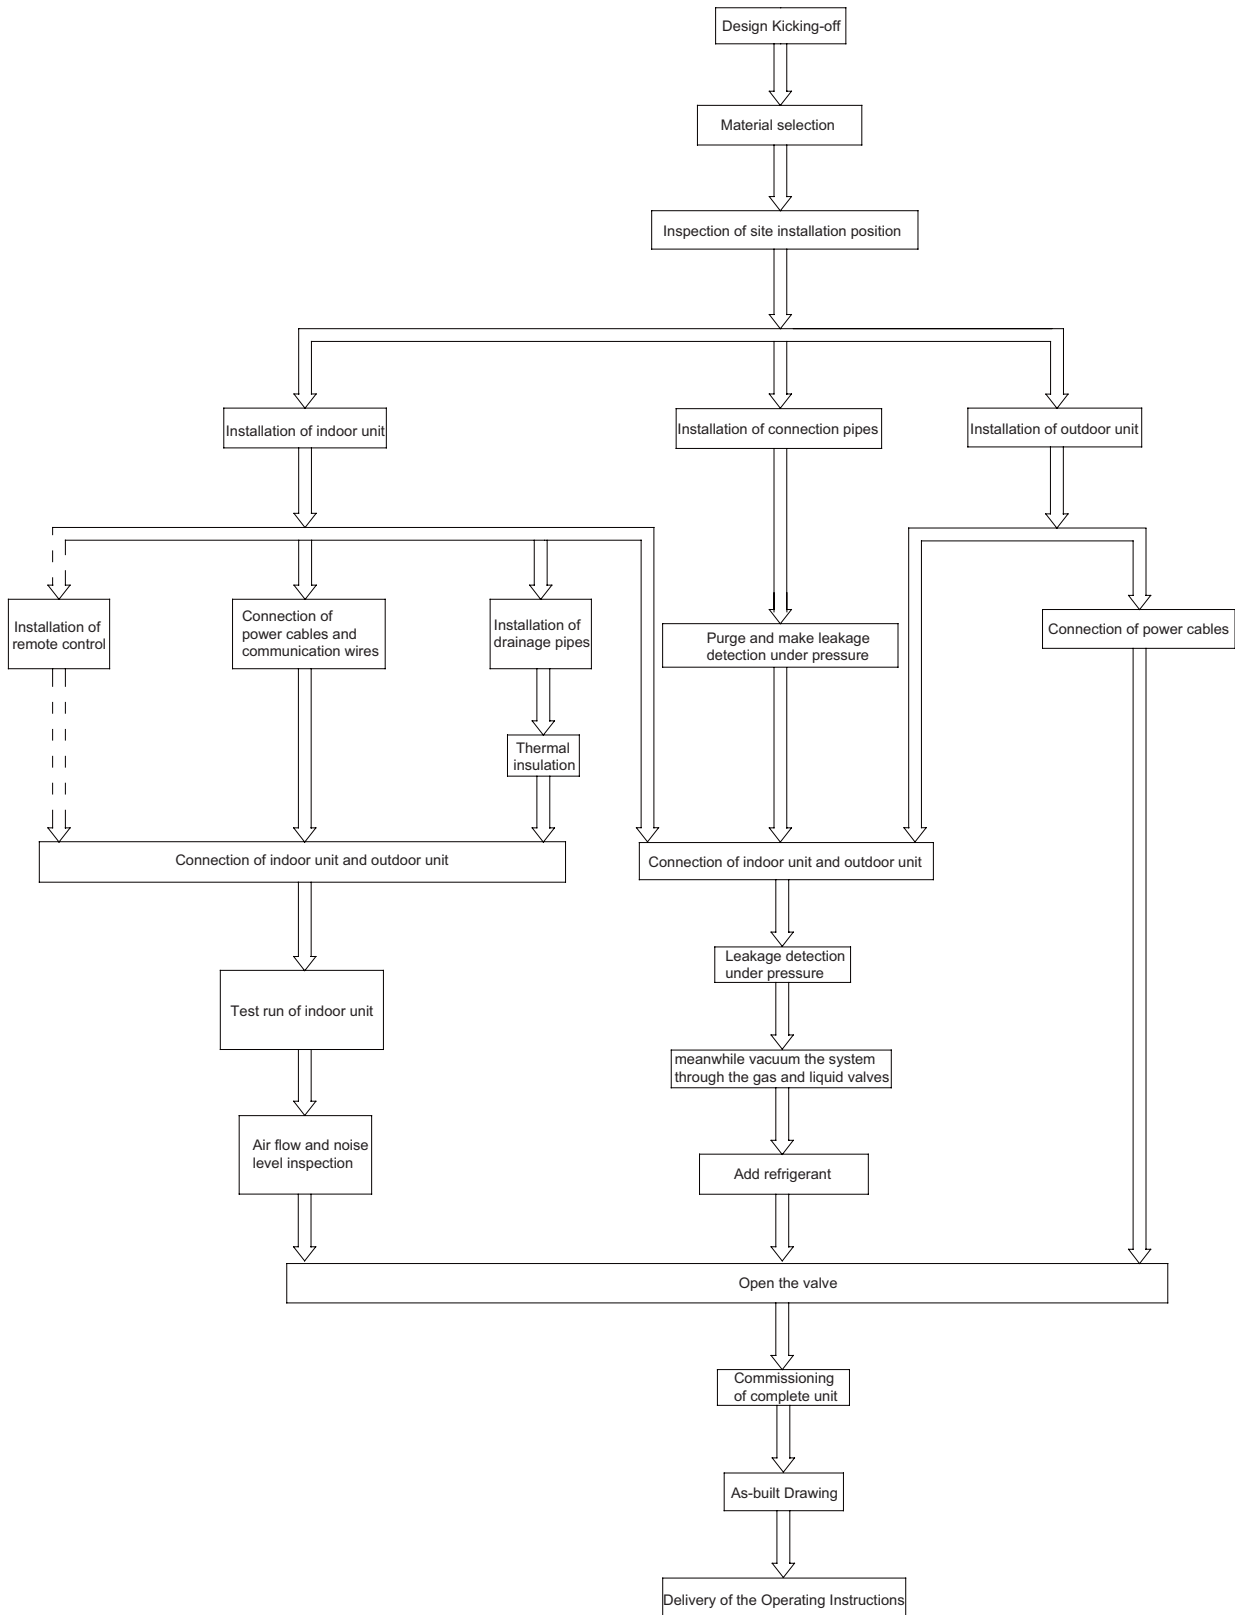 Design Kicking-off
Material selection
Inspection of site installation position
Installation of indoor unit
Installation of connection pipes
Installation of outdoor unit
Installation of
remote control
Connection of
power cables and
communication wires
Installation of
drainage pipes
Purge and make leakage
detection under pressure
Connection of power cables
Thermal
insulation
Connection of indoor unit and outdoor unit
Connection of indoor unit and outdoor unit
Leakage detection
under pressure
Test run of indoor unit
meanwhile vacuum the system
through the gas and liquid valves
Air flow and noise
level inspection
Add refrigerant
Open the valve
Commissioning
of complete unit
As-built Drawing
Delivery of the Operating Instructions